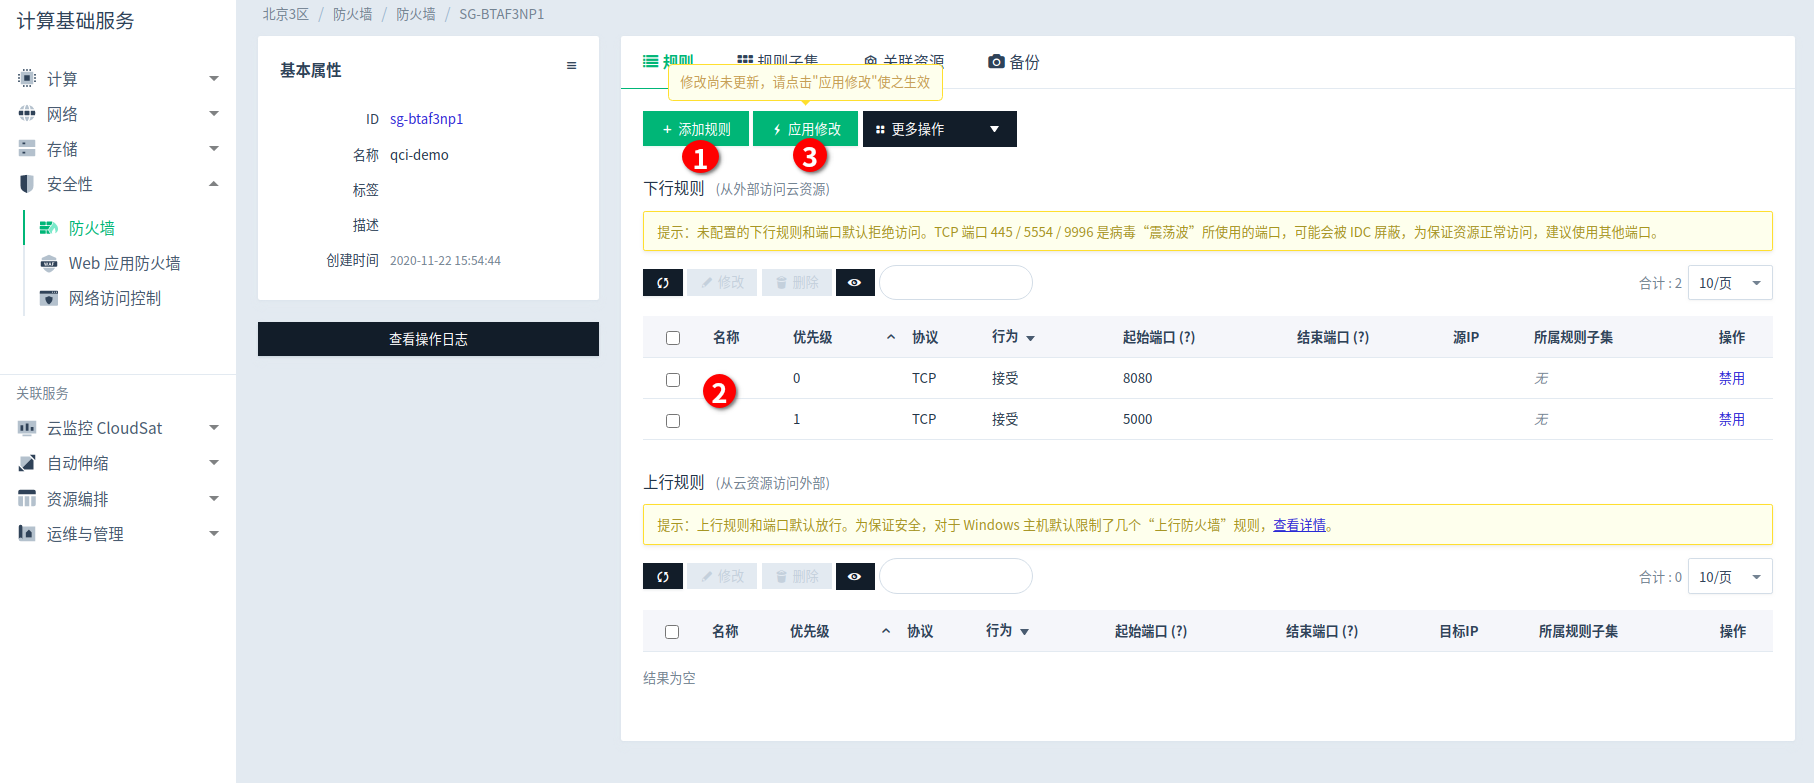 计算基础服务
计算
网络
存储
安全性
防火墙
Web 应用防火墙
网络访问控制
关联服务
云监控 CloudSat
自动伸缩
资源编排
运维与管理
北京3区 / 防火墙 / 防火墙 / SG-BTAF3NP1
基本属性
ID sg-btaf3np1
名称 qci-demo
标签
描述
创建时间 2020-11-22 15:54:44
查看操作日志
规则 规则子集 关联资源 备份
修改尚未更新，请点击"应用修改"使之生效
+ 添加规则 应用修改 更多操作
1 3
下行规则 (从外部访问云资源)
提示：未配置的下行规则和端口默认拒绝访问。TCP 端口 445 / 5554 / 9996 是病毒“震荡波”所使用的端口，可能会被 IDC 屏蔽，为保证资源正常访问，建议使用其他端口。
修改 删除 合计 : 2 10/页
名称 优先级 协议 行为 起始端口 (?) 结束端口 (?) 源IP 所属规则子集 操作
0 TCP 接受 8080 无 禁用
2
1 TCP 接受 5000 无 禁用
上行规则 (从云资源访问外部)
提示：上行规则和端口默认放行。为保证安全，对于 Windows 主机默认限制了几个“上行防火墙”规则，查看详情。
修改 删除 合计 : 0 10/页
名称 优先级 协议 行为 起始端口 (?) 结束端口 (?) 目标IP 所属规则子集 操作
结果为空